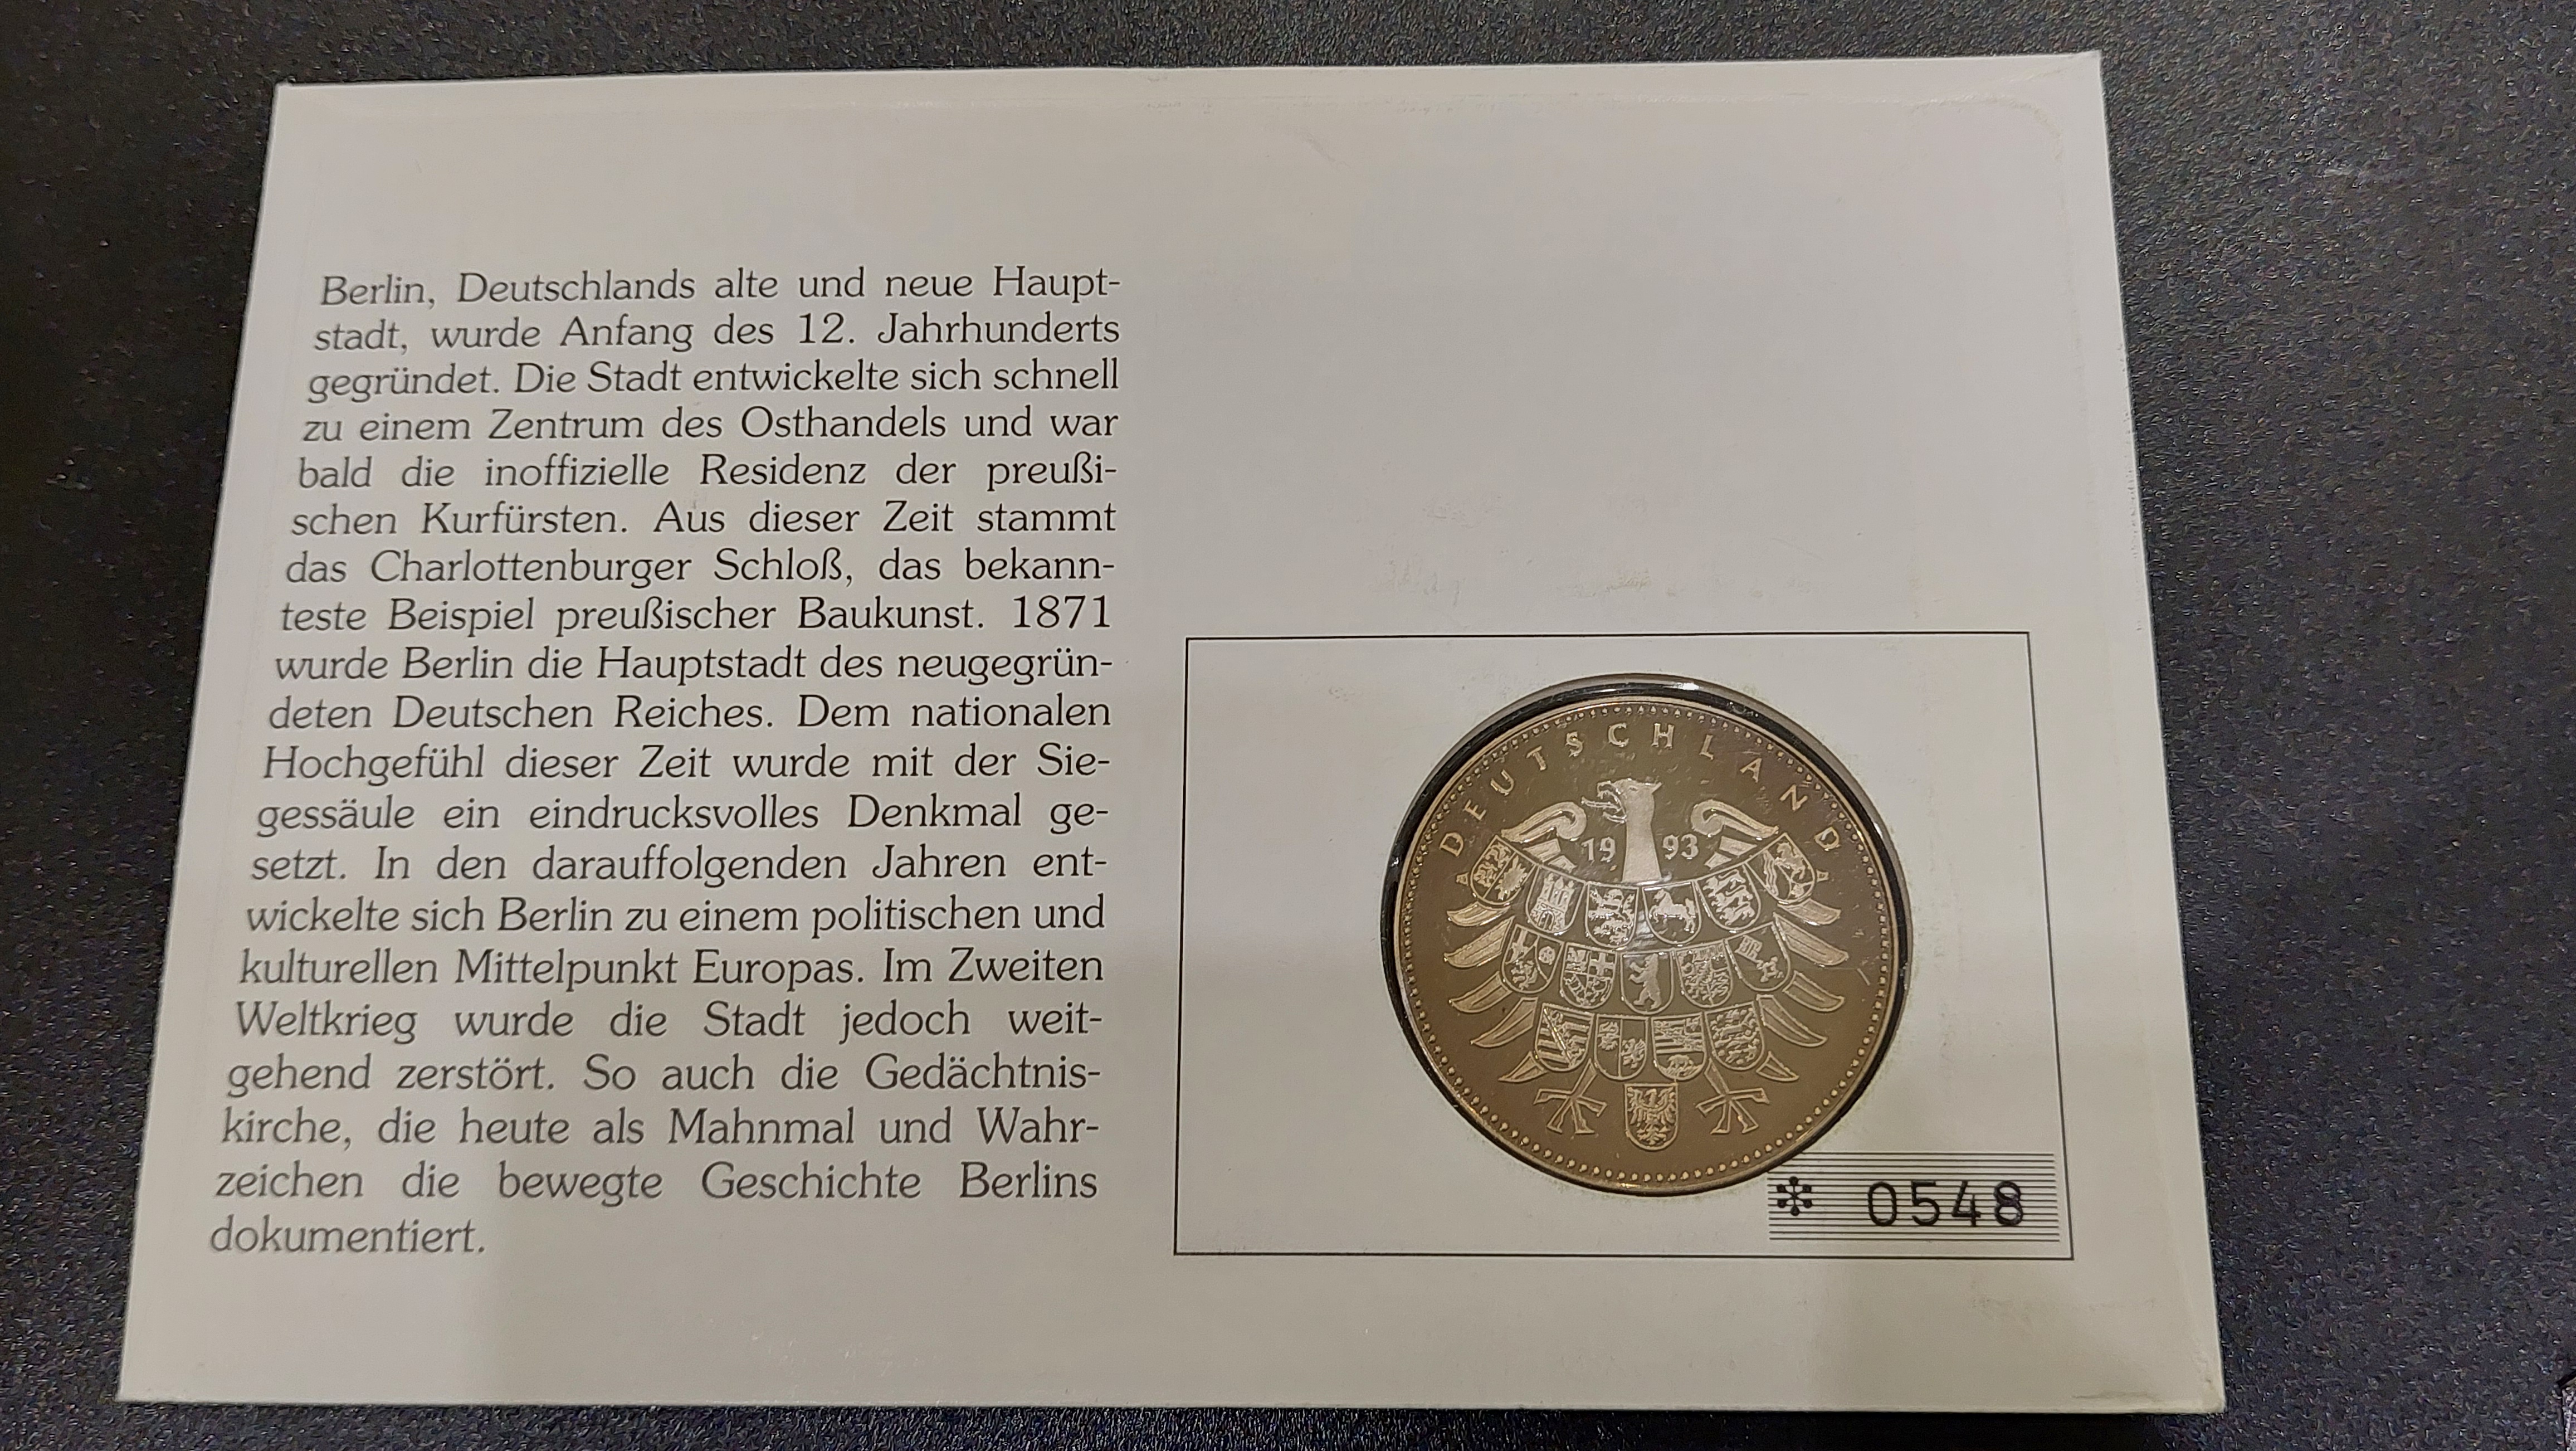 Berlin, Deutschlands alte und neue Haupt-
stadt, wurde Anfang des 12. Jahrhunderts
gegründet. Die Stadt entwickelte sich schnell
zu einem Zentrum des Osthandels und war
bald die inoffizielle Residenz der preußi-
schen Kurfürsten. Aus dieser Zeit stammt
das Charlottenburger Schloß, das bekann-
teste Beispiel preußischer Baukunst. 1871
wurde Berlin die Hauptstadt des neugegrün-
deten Deutschen Reiches. Dem nationalen
Hochgefühl dieser Zeit wurde mit der Sie-
gessäule ein eindrucksvolles Denkmal ge-
setzt. In den darauffolgenden Jahren ent-
wickelte sich Berlin zu einem politischen und
kulturellen Mittelpunkt Europas. Im Zweiten
Weltkrieg wurde die Stadt jedoch weit-
gehend zerstört. So auch die Gedächtnis-
kirche, die heute als Mahnmal und Wahr-
zeichen die bewegte Geschichte Berlins
dokumentiert.
DEUTSCHLAND
19 93
* 0548